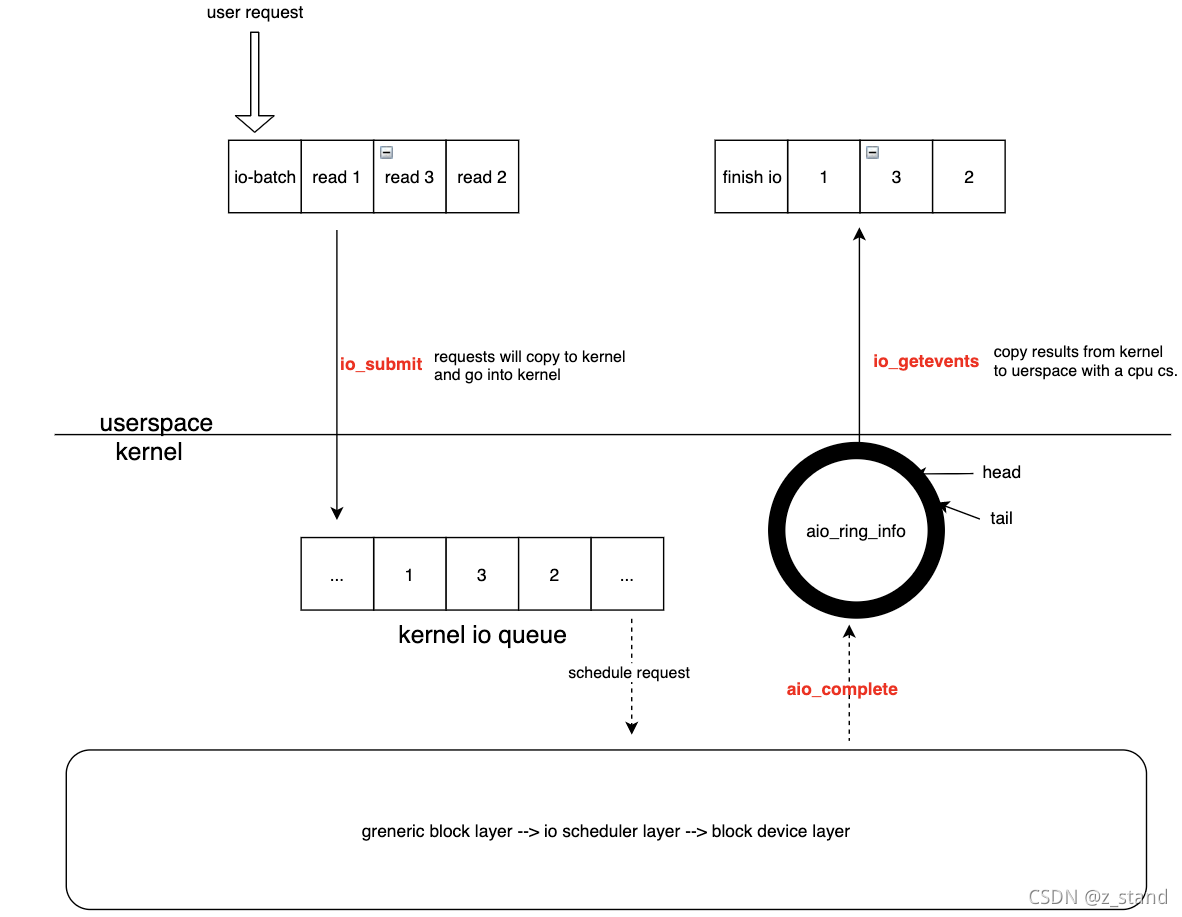 user request
io-batch
read 1
read 3
read 2
finish io
1
3
2
io_submit
requests will copy to kernel
and go into kernel
io_getevents
copy results from kernel
to uerspace with a cpu cs.
userspace
kernel
head
tail
aio_ring_info
...
1
3
2
...
kernel io queue
schedule request
aio_complete
greneric block layer --> io scheduler layer --> block device layer
CSDN @z_stand